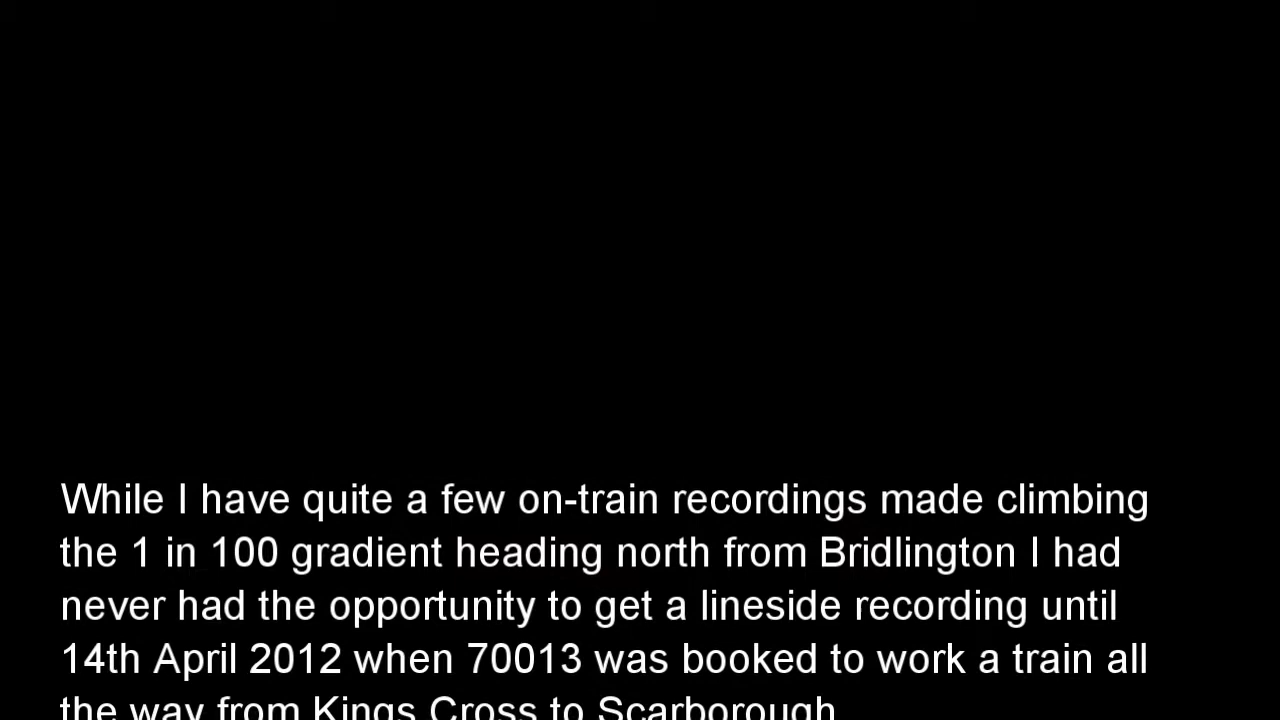 While I have quite a few on-train recordings made climbing
the 1 in 100 gradient heading north from Bridlington I had
never had the opportunity to get a lineside recording until
14th April 2012 when 70013 was booked to work a train all
the way from Kings Cross to Scarborough